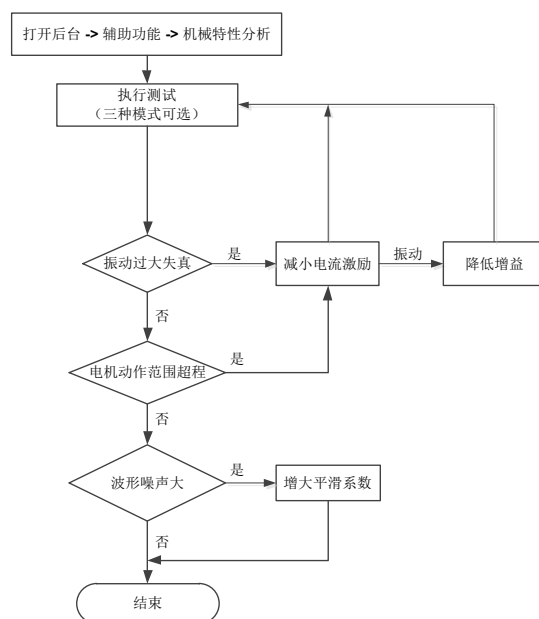 打开后台 -> 辅助功能 -> 机械特性分析
执行测试
（三种模式可选）
振动过大失真
是
减小电流激励
振动
降低增益
否
电机动作范围超程
是
否
波形噪声大
是
增大平滑系数
否
结束